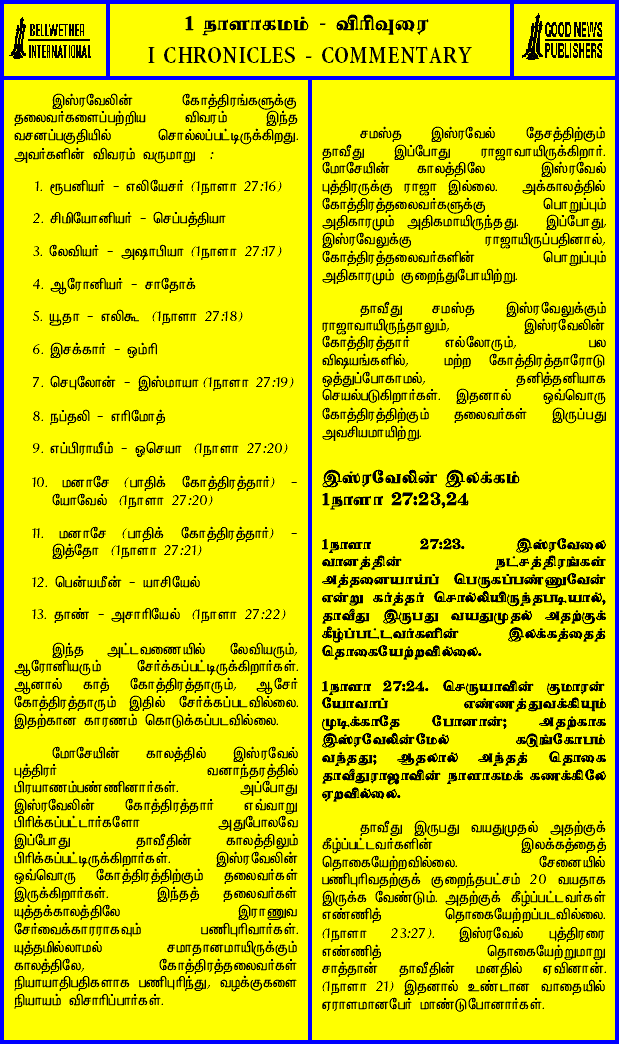 BELLWETHER
INTERNATIONAL
1 நாளாகமம் - விரிவுரை
I CHRONICLES - COMMENTARY
GOOD NEWS
PUBLISHERS
இஸ்ரவேலின் கோத்திரங்களுக்கு
தலைவர்களைப்பற்றிய விவரம் இந்த
வசனப்பகுதியில் சொல்லப்பட்டிருக்கிறது.
அவர்களின் விவரம் வருமாறு :
1. ரூபனியர் - எலியேசர் (1நாளா 27:16)
2. சிமியோனியர் - செப்பத்தியா
3. லேவியர் - அஷாபியா (1நாளா 27:17)
4. ஆரோனியர் - சாதோக்
5. யூதா - எலிகூ (1நாளா 27:18)
6. இசக்கார் - ஒம்ரி
7. செபுலோன் - இஸ்மாயா (1நாளா 27:19)
8. நப்தலி - எரிமோத்
9. எப்பிராயீம் - ஓசெயா (1நாளா 27:20)
10. மனாசே (பாதிக் கோத்திரத்தார்) -
யோவேல் (1நாளா 27:20)
11. மனாசே (பாதிக் கோத்திரத்தார்) -
இத்தோ (1நாளா 27:21)
12. பென்யமீன் - யாசியேல்
13. தாண் - அசாரியேல் (1நாளா 27:22)
இந்த அட்டவணையில் லேவியரும்,
ஆரோனியரும் சேர்க்கப்பட்டிருக்கிறார்கள்.
ஆனால் காத் கோத்திரத்தாரும், ஆசேர்
கோத்திரத்தாரும் இதில் சேர்க்கப்படவில்லை.
இதற்கான காரணம் கொடுக்கப்படவில்லை.
மோசேயின் காலத்தில் இஸ்ரவேல்
புத்திரர் வனாந்தரத்தில்
பிரயாணம்பண்ணினார்கள். அப்போது
இஸ்ரவேலின் கோத்திரத்தார் எவ்வாறு
பிரிக்கப்பட்டார்களோ அதுபோலவே
இப்போது தாவீதின் காலத்திலும்
பிரிக்கப்பட்டிருக்கிறார்கள். இஸ்ரவேலின்
ஒவ்வொரு கோத்திரத்திற்கும் தலைவர்கள்
இருக்கிறார்கள். இந்தத் தலைவர்கள்
யுத்தக்காலத்திலே இராணுவ
சேர்வைக்காரராகவும் பணிபுரிவார்கள்.
யுத்தமில்லாமல் சமாதானமாயிருக்கும்
காலத்திலே, கோத்திரத்தலைவர்கள்
நியாயாதிபதிகளாக பணிபுரிந்து, வழக்குகளை
நியாயம் விசாரிப்பார்கள்.
சமஸ்த இஸ்ரவேல் தேசத்திற்கும்
தாவீது இப்போது ராஜாவாயிருக்கிறார்.
மோசேயின் காலத்திலே இஸ்ரவேல்
புத்திரருக்கு ராஜா இல்லை. அக்காலத்தில்
கோத்திரத்தலைவர்களுக்கு பொறுப்பும்
அதிகாரமும் அதிகமாயிருந்தது. இப்போது,
இஸ்ரவேலுக்கு ராஜாயிருப்பதினால்,
கோத்திரத்தலைவர்களின் பொறுப்பும்
அதிகாரமும் குறைந்துபோயிற்று.
தாவீது சமஸ்த இஸ்ரவேலுக்கும்
ராஜாவாயிருந்தாலும், இஸ்ரவேலின்
கோத்திரத்தார் எல்லோரும், பல
விஷயங்களில், மற்ற கோத்திரத்தாரோடு
ஒத்துப்போகாமல், தனித்தனியாக
செயல்படுகிறார்கள். இதனால் ஒவ்வொரு
கோத்திரத்திற்கும் தலைவர்கள் இருப்பது
அவசியமாயிற்று.
இஸ்ரவேலின் இலக்கம்
1நாளா 27:23,24
1நாளா 27:23. இஸ்ரவேலை
வானத்தின் நட்சத்திரங்கள்
அத்தனையாய்ப் பெருகப்பண்ணுவேன்
என்று கர்த்தர் சொல்லியிருந்தபடியால்,
தாவீது இருபது வயதுமுதல் அதற்குக்
கீழ்ப்பட்டவர்களின் இலக்கத்தைத்
தொகையேற்றவில்லை.
1நாளா 27:24. செருயாவின் குமாரன்
யோவாப் எண்ணத்துவக்கியும்
முடிக்காதே போனான்; அதற்காக
இஸ்ரவேலின்மேல் கடுங்கோபம்
வந்தது; ஆதலால் அந்தத் தொகை
தாவீதுராஜாவின் நாளாகமக் கணக்கிலே
ஏறவில்லை.
தாவீது இருபது வயதுமுதல் அதற்குக்
கீழ்ப்பட்டவர்களின் இலக்கத்தைத்
தொகையேற்றவில்லை. சேனையில்
பணிபுரிவதற்குக் குறைந்தபட்சம் 20 வயதாக
இருக்க வேண்டும். அதற்குக் கீழ்ப்பட்டவர்கள்
எண்ணித் தொகையேற்றப்படவில்லை.
(1நாளா 23:27). இஸ்ரவேல் புத்திரரை
எண்ணித் தொகையேற்றுமாறு
சாத்தான் தாவீதின் மனதில் ஏவினான்.
(1நாளா 21) இதனால் உண்டான வாதையில்
ஏராளமானபேர் மாண்டுபோனார்கள்.